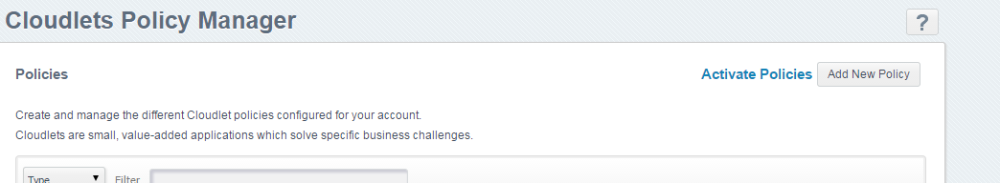 Cloudlets Policy Manager
?
Policies
Activate Policies
Add New Policy
Create and manage the different Cloudlet policies configured for your account.
Cloudlets are small, value-added applications which solve specific business challenges.
Type
Filter